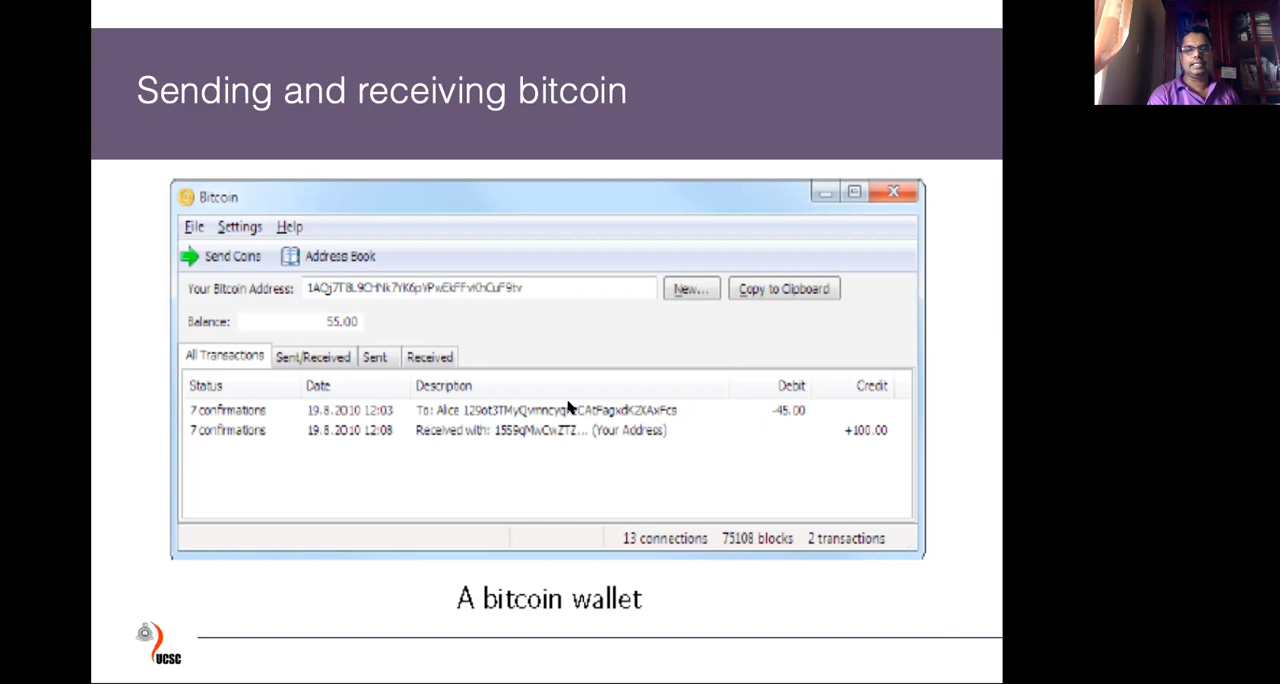 Sending and receiving bitcoin
Bitcoin
File Settings Help
Send Coins Address Book
Your Bitcoin Address: New... Copy to Clipboard
Balance: 55.00
All Transactions Sent/Received Sent Received
Status Date Description Debit Credit
7 confirmations 19.8.2010 12:03 To: Alice -45.00
7 confirmations 19.8.2010 12:08 Received with: 1559qMwCwZTZ... (Your Address) +100.00
13 connections 75108 blocks 2 transactions
A bitcoin wallet
UCSC